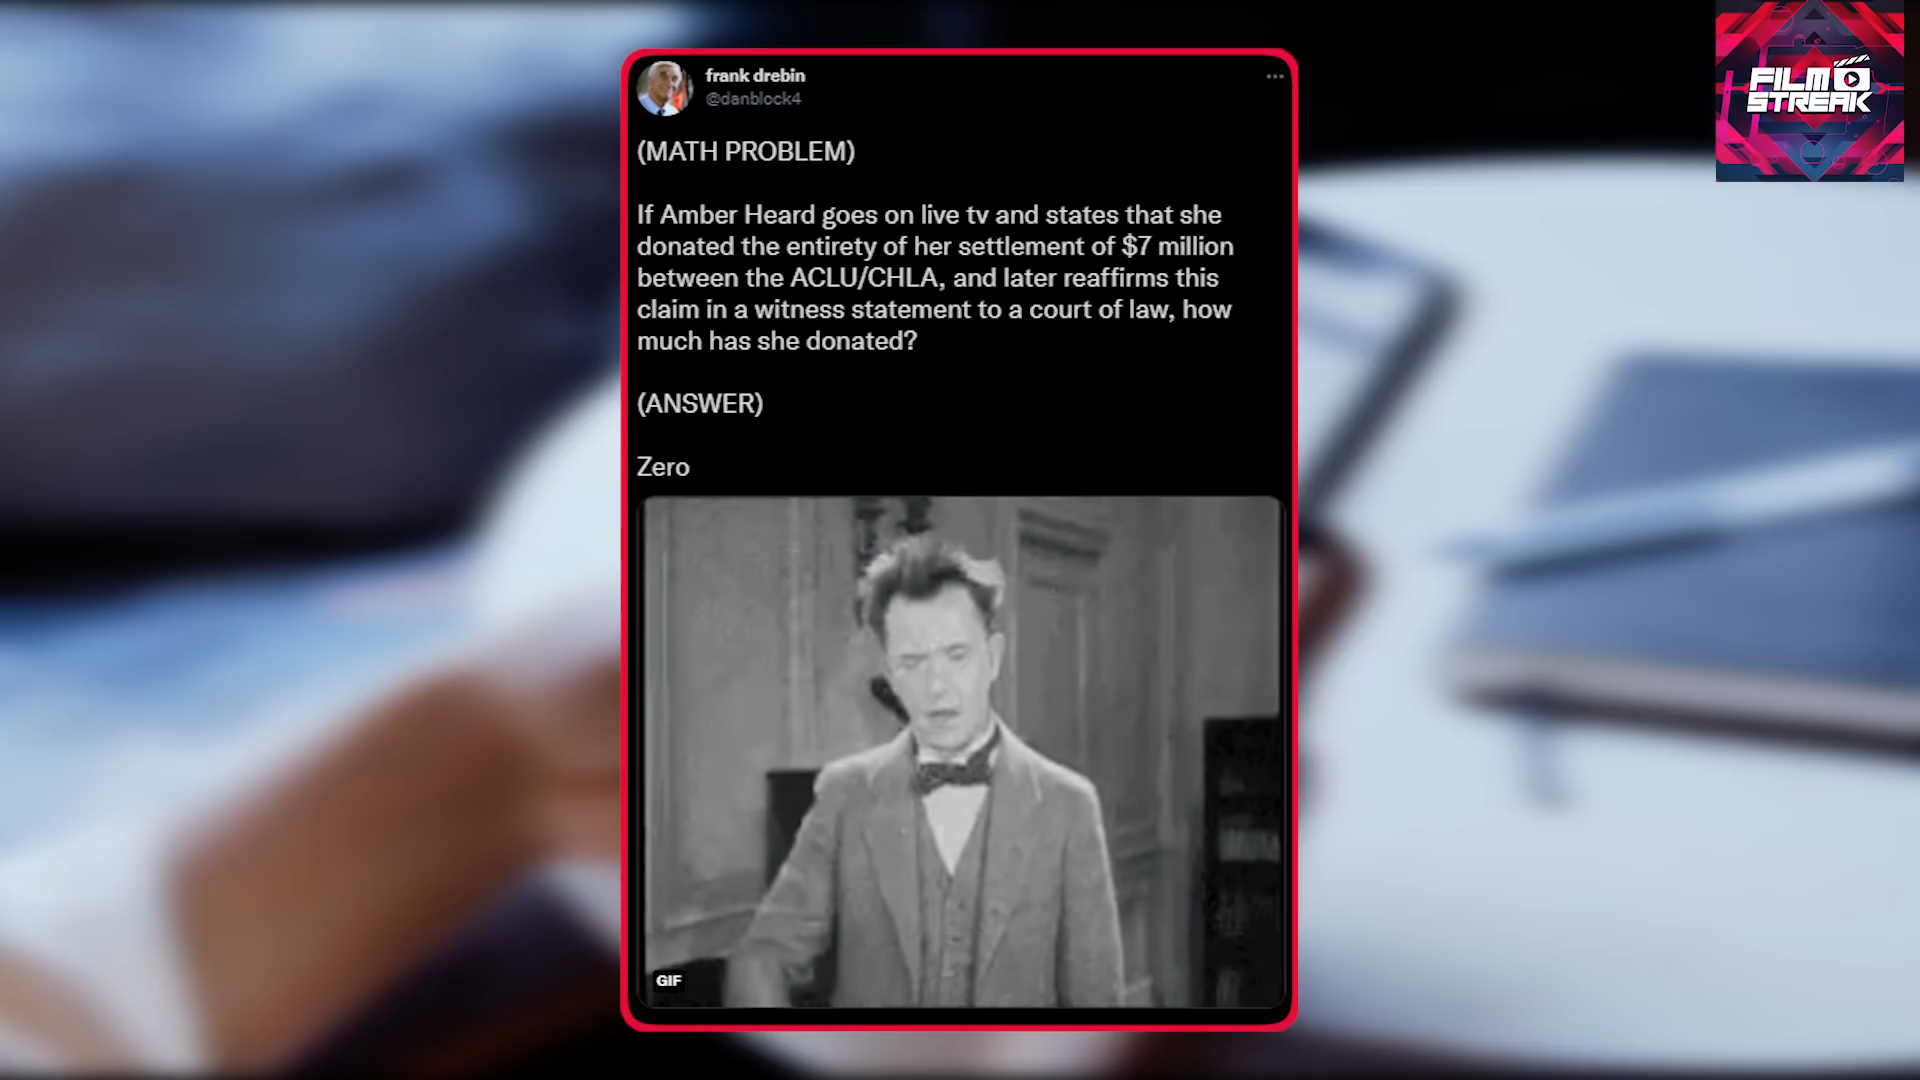 frank drebin
@danblock4
(MATH PROBLEM)
If Amber Heard goes on live tv and states that she
donated the entirety of her settlement of $7 million
between the ACLU/CHLA, and later reaffirms this
claim in a witness statement to a court of law, how
much has she donated?
(ANSWER)
Zero
GIF
FILM
STREAK